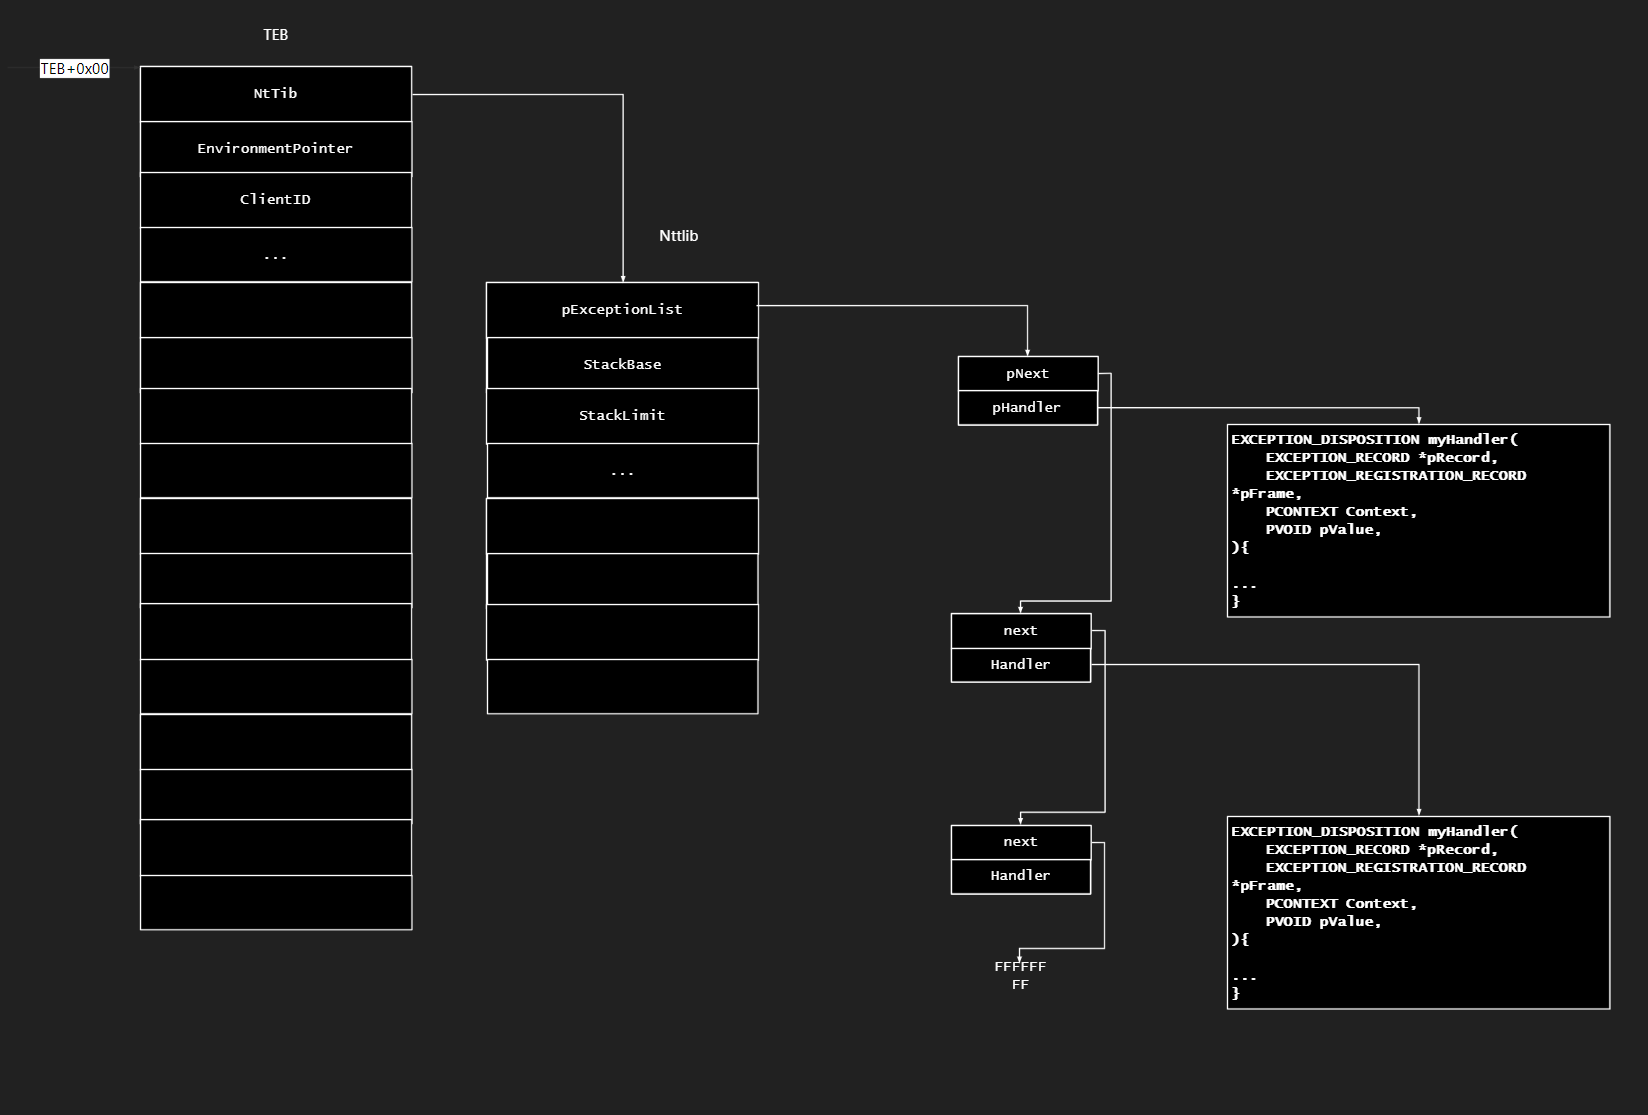 TEB
TEB+0x00
NtTib
EnvironmentPointer
ClientID
...
Nttlib
pExceptionList
StackBase
StackLimit
...
pNext
pHandler
EXCEPTION_DISPOSITION myHandler(
EXCEPTION_RECORD *pRecord,
EXCEPTION_REGISTRATION_RECORD
*pFrame,
PCONTEXT Context,
PVOID pValue,
){
...
}
next
Handler
next
Handler
FFFFFF
FF
EXCEPTION_DISPOSITION myHandler(
EXCEPTION_RECORD *pRecord,
EXCEPTION_REGISTRATION_RECORD
*pFrame,
PCONTEXT Context,
PVOID pValue,
){
...
}